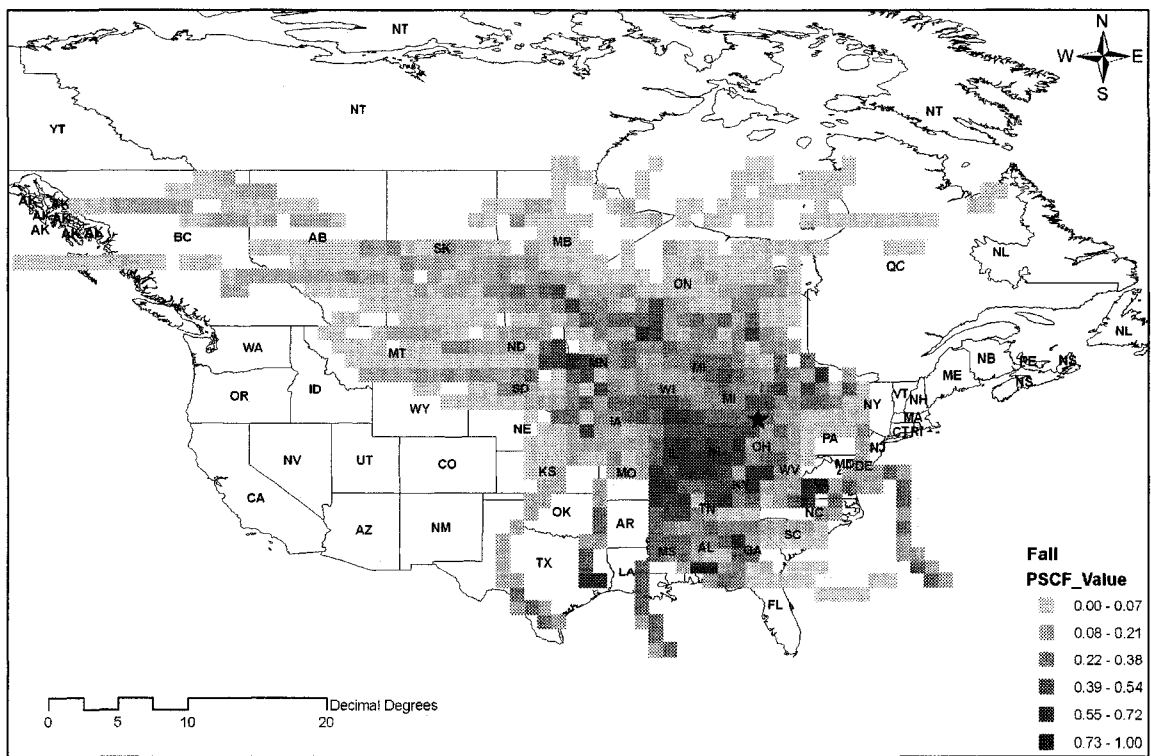 NT
N
W E
S
NT
NT
YT
AK
AK
AK
AK
AK
AK
AK
BC
AB
SK
MB
ON
QC
NL
NL
WA
MT
ND
MN
MI
WI
MI
SD
OR
ID
WY
NE
IA
NY
VT
NH
MA
CT
RI
ME
NB
PE
NS
NS
PA
NJ
OH
NV
UT
CO
KS
MO
WV
MD
DE
CA
AZ
NM
OK
AR
TN
NC
SC
TX
LA
MS
AL
GA
FL
Fall
PSCF_Value
0.00 - 0.07
0.08 - 0.21
0.22 - 0.38
0.39 - 0.54
0.55 - 0.72
0.73 - 1.00
Decimal Degrees
0 5 10 20